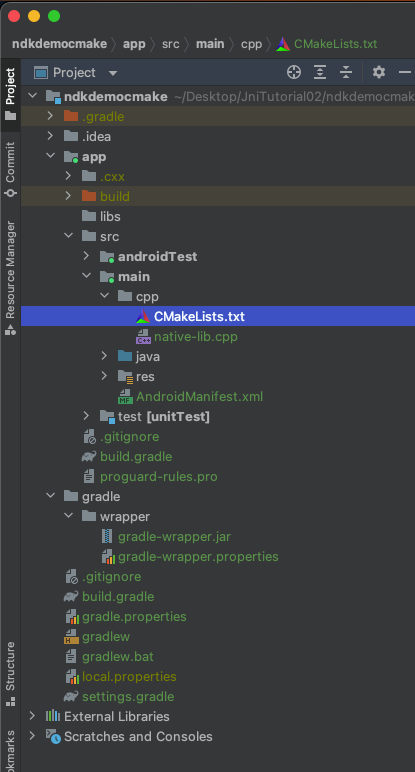 ndkdemocmake app src main cpp CMakeLists.txt
Project
Project
ndkdemocmake ~/Desktop/JniTutorial02/ndkdemocmak
.gradle
.idea
Commit
app
.cxx
build
libs
Resource Manager
src
androidTest
main
cpp
CMakeLists.txt
native-lib.cpp
java
res
AndroidManifest.xml
test [unitTest]
.gitignore
build.gradle
proguard-rules.pro
gradle
wrapper
gradle-wrapper.jar
gradle-wrapper.properties
.gitignore
build.gradle
gradle.properties
gradlew
gradlew.bat
Structure
local.properties
settings.gradle
External Libraries
Scratches and Consoles
okmarks